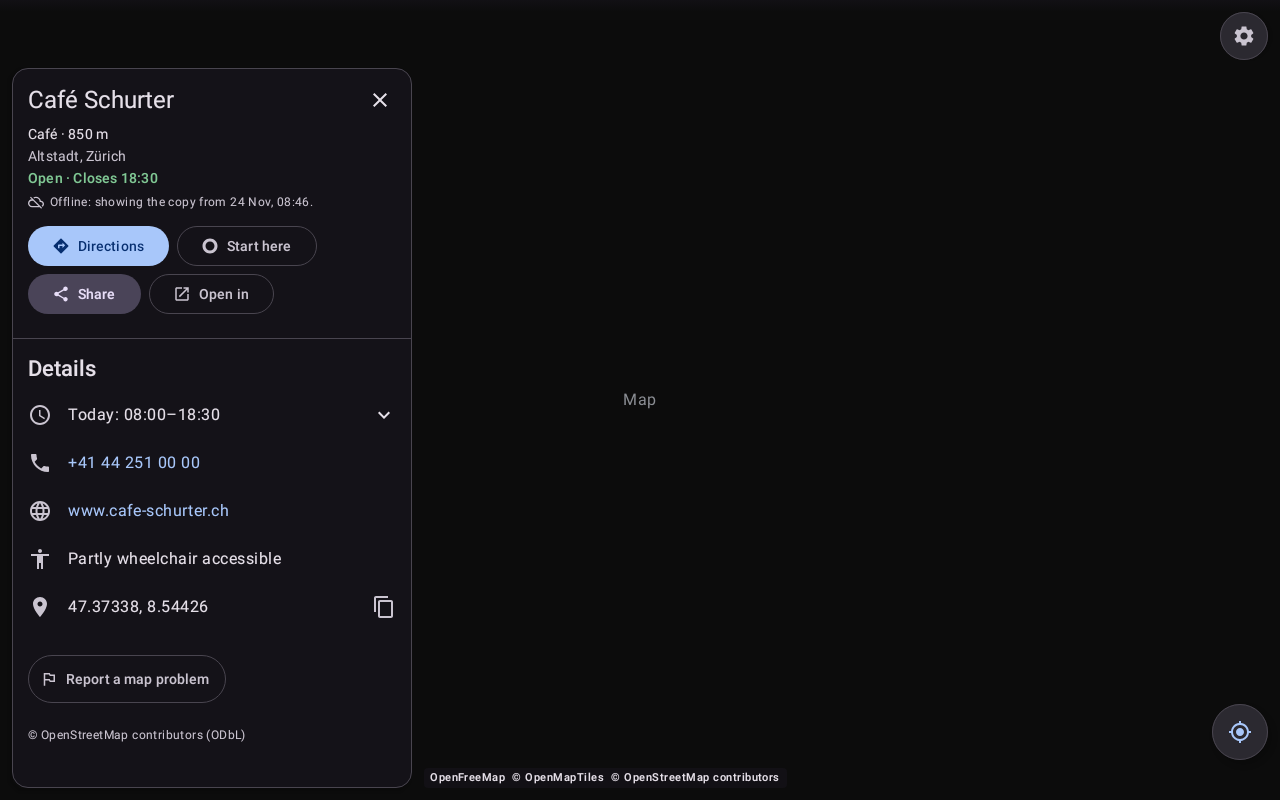 Café Schurter
Café · 850 m
Altstadt, Zürich
Open · Closes 18:30
Offline: showing the copy from 24 Nov, 08:46.
Directions
Start here
Share
Open in
Details
Today: 08:00–18:30
+41 44 251 00 00
www.cafe-schurter.ch
Partly wheelchair accessible
47.37338, 8.54426
Report a map problem
© OpenStreetMap contributors (ODbL)
Map
OpenFreeMap © OpenMapTiles © OpenStreetMap contributors